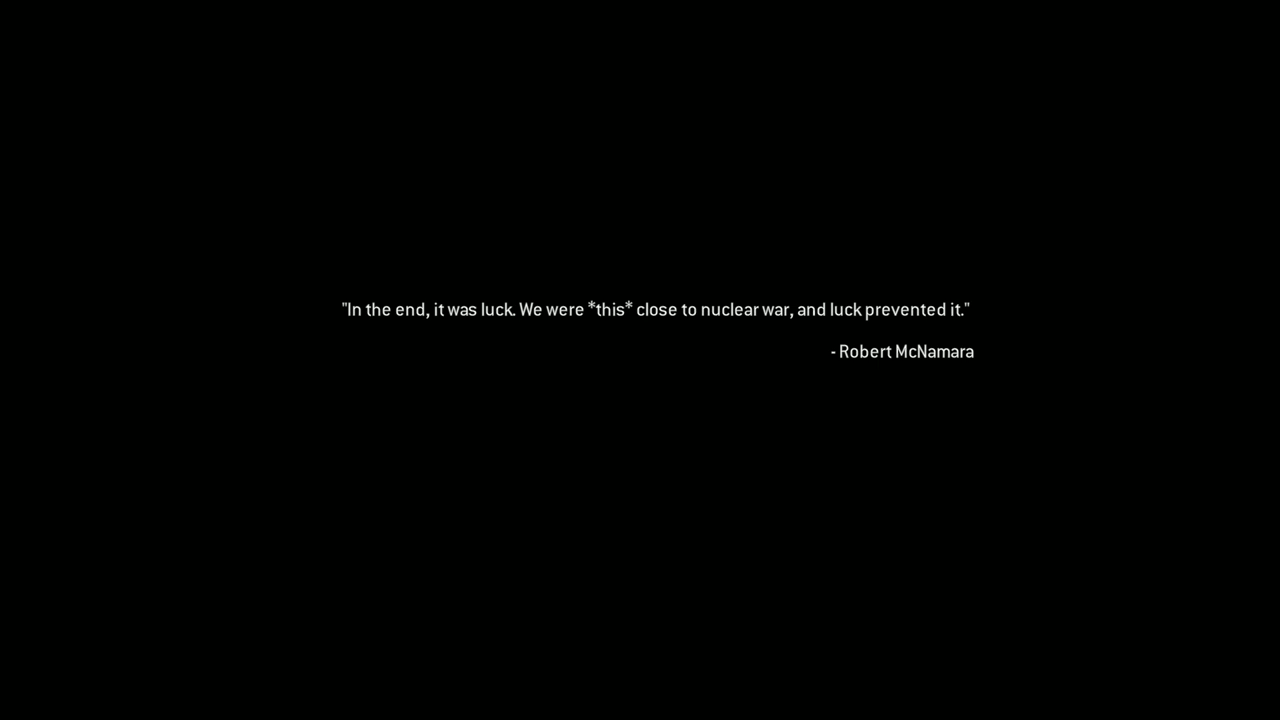 "In the end, it was luck. We were *this* close to nuclear war, and luck prevented it."
- Robert McNamara